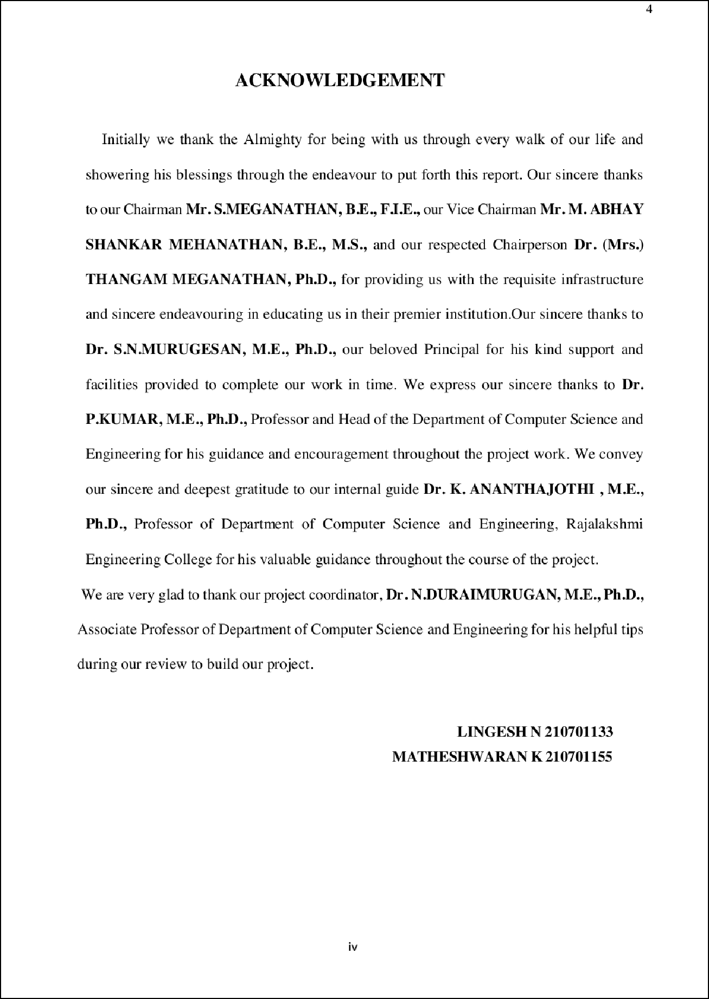 4
ACKNOWLEDGEMENT
Initially we thank the Almighty for being with us through every walk of our life and
showering his blessings through the endeavour to put forth this report. Our sincere thanks
to our Chairman Mr. S.MEGANATHAN, B.E., F.I.E., our Vice Chairman Mr. M. ABHAY
SHANKAR MEHANATHAN, B.E., M.S., and our respected Chairperson Dr. (Mrs.)
THANGAM MEGANATHAN, Ph.D., for providing us with the requisite infrastructure
and sincere endeavouring in educating us in their premier institution.Our sincere thanks to
Dr. S.N.MURUGESAN, M.E., Ph.D., our beloved Principal for his kind support and
facilities provided to complete our work in time. We express our sincere thanks to Dr.
P.KUMAR, M.E., Ph.D., Professor and Head of the Department of Computer Science and
Engineering for his guidance and encouragement throughout the project work. We convey
our sincere and deepest gratitude to our internal guide Dr. K. ANANTHAJOTHI , M.E.,
Ph.D., Professor of Department of Computer Science and Engineering, Rajalakshmi
Engineering College for his valuable guidance throughout the course of the project.
We are very glad to thank our project coordinator, Dr. N.DURAIMURUGAN, M.E., Ph.D.,
Associate Professor of Department of Computer Science and Engineering for his helpful tips
during our review to build our project.
LINGESH N 210701133
MATHESHWARAN K 210701155
iv